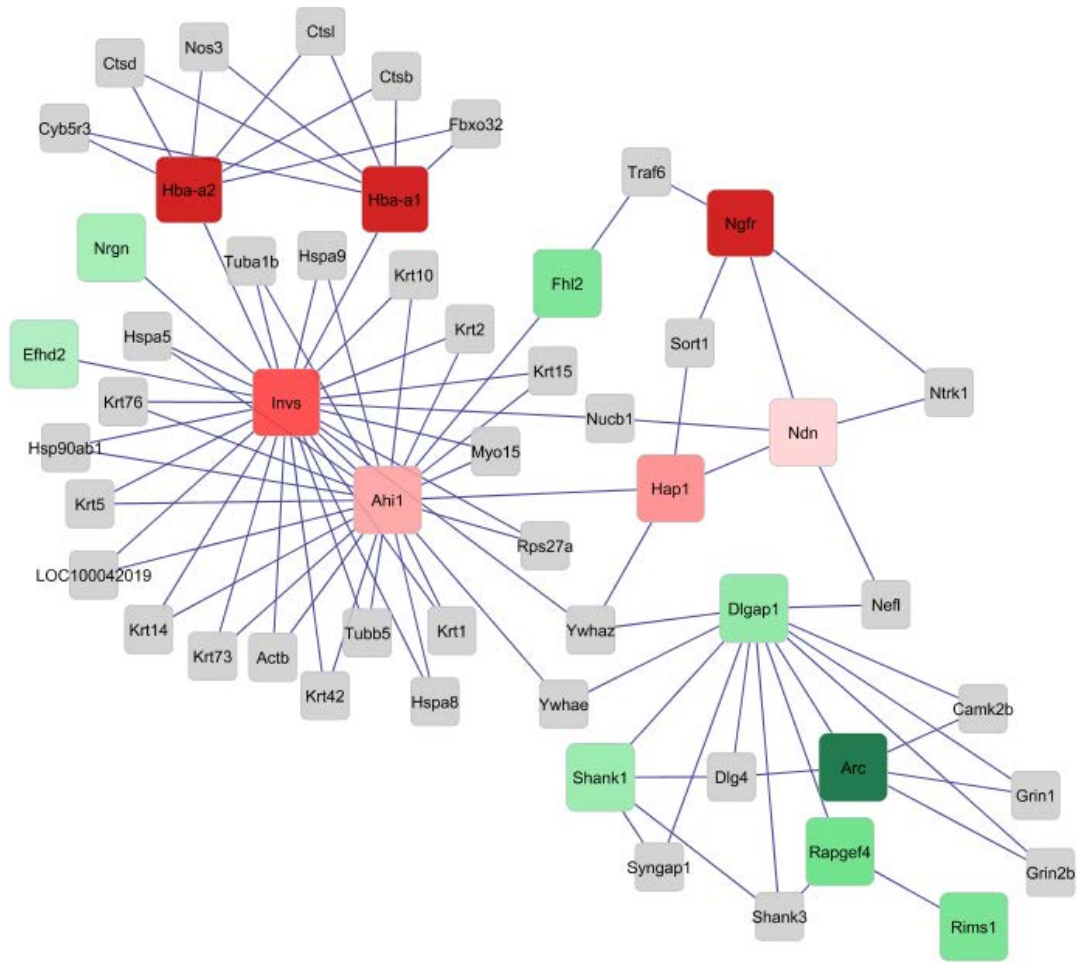 Ctsl
Nos3
Ctsd
Ctsb
Cyb5r3
Fbxo32
Traf6
Hba-a2
Hba-a1
Ngfr
Nrgn
Tuba1b
Hspa9
Krt10
Fhl2
Hspa5
Krt2
Sort1
Efhd2
Krt15
Krt76
Invs
Ntrk1
Nucb1
Ndn
Hsp90ab1
Myo15
Ahi1
Hap1
Krt5
Rps27a
LOC100042019
Krt14
Tubb5
Krt1
Ywhaz
Dlgap1
Nefl
Krt73
Actb
Krt42
Hspa8
Ywhae
Camk2b
Shank1
Dlg4
Arc
Grin1
Syngap1
Rapgef4
Grin2b
Shank3
Rims1